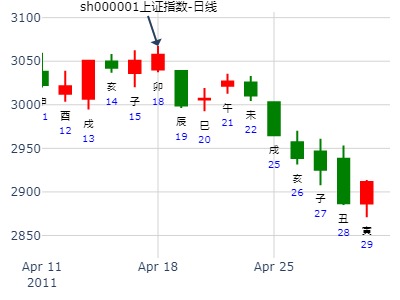 sh000001上证指数-日线
3100
3050
3000
2950
2900
2850
1
酉
12
戌
13
亥
14
子
15
卯
18
辰
19
巳
20
午
21
未
22
戌
25
亥
26
子
27
丑
28
寅
29
Apr 11
2011
Apr 18
Apr 25